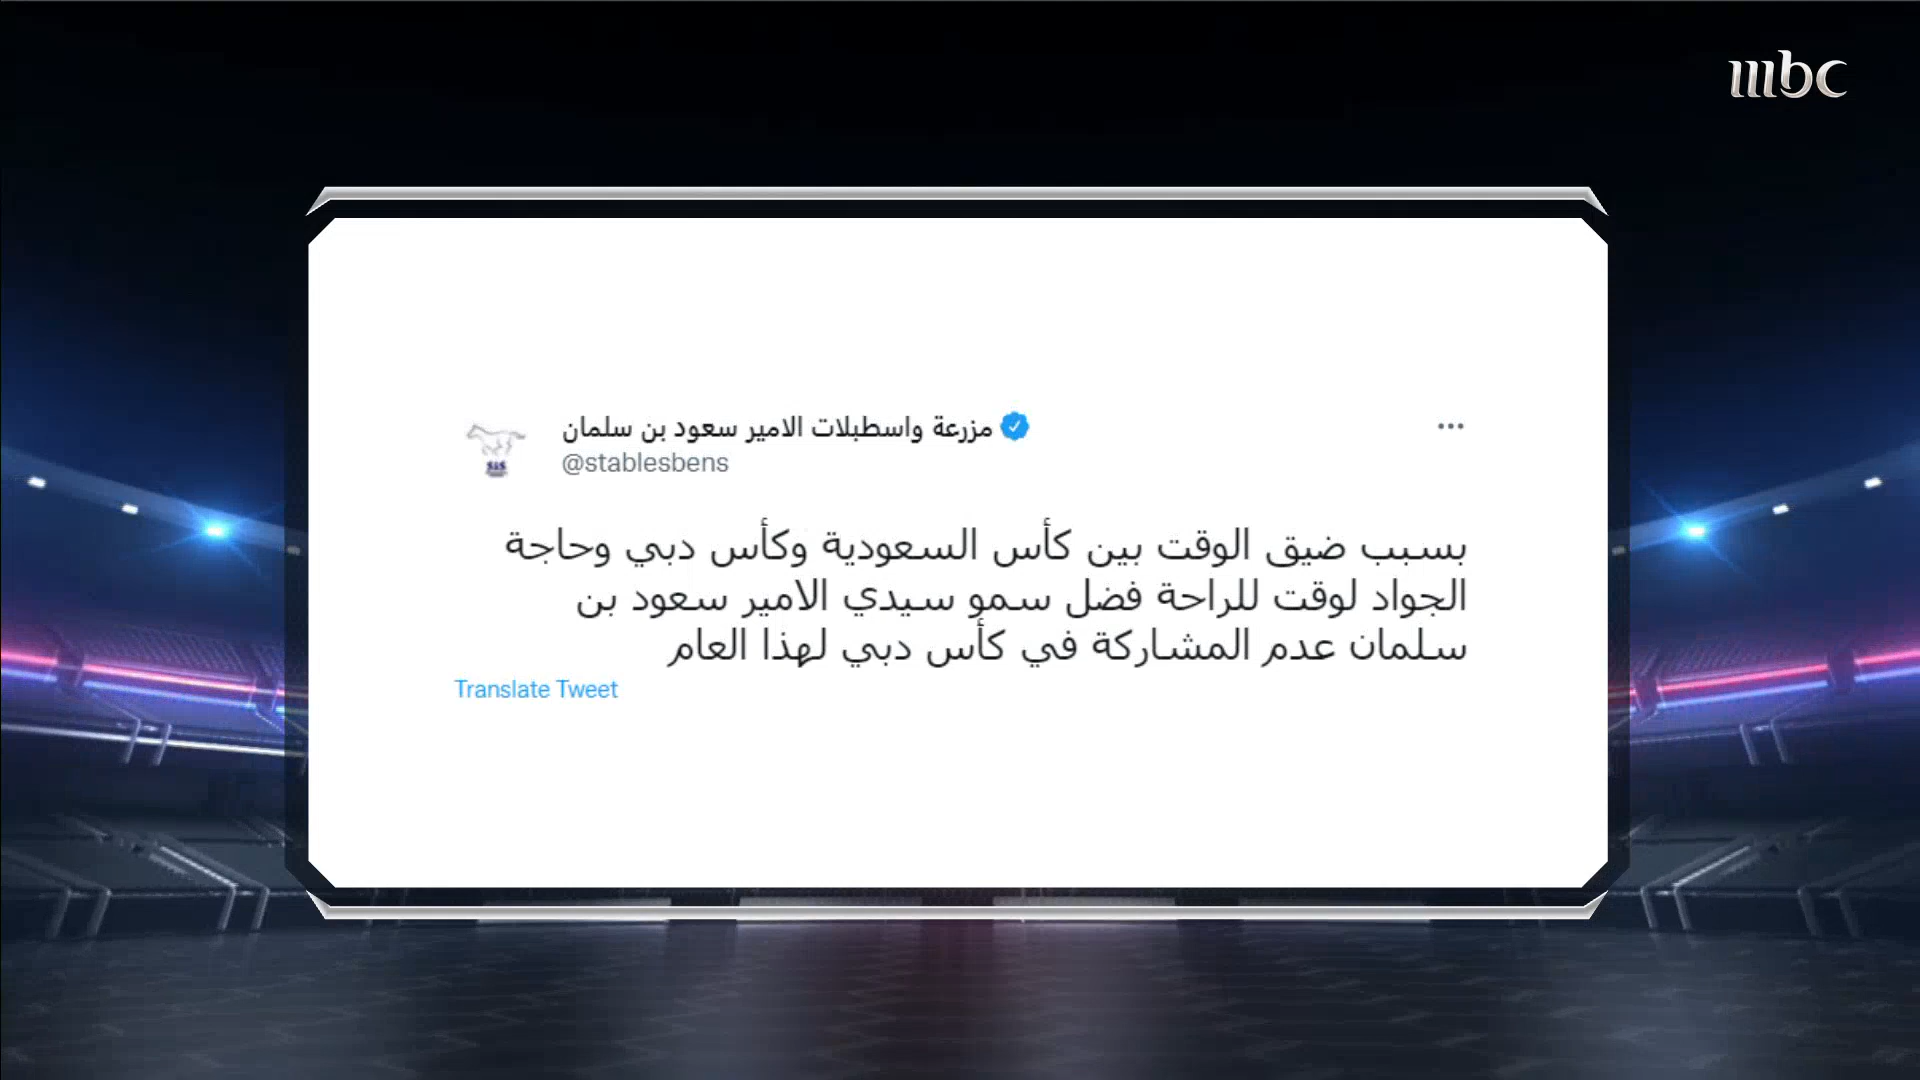 mbc
مزرعة واسطبلات الامير سعود بن سلمان
@stablesbens
بسبب ضيق الوقت بين كأس السعودية وكأس دبي وحاجة
الجواد لوقت للراحة فضل سمو سيدي الامير سعود بن
سلمان عدم المشاركة في كأس دبي لهذا العام
Translate Tweet